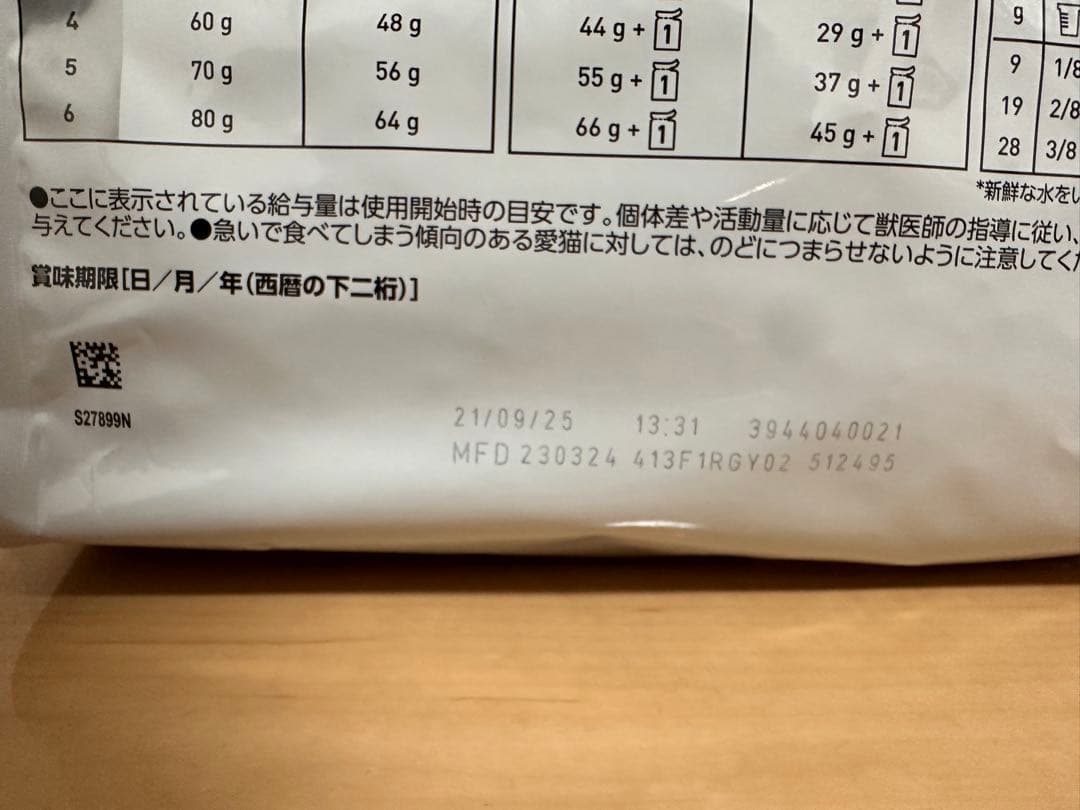 4 60 g 48 g 44 g + 1 29 g + 1 g
5 70 g 56 g 55 g + 1 37 g + 1 9 1/8
6 80 g 64 g 66 g + 1 45 g + 1 19 2/8
28 3/8
*新鮮な水を
●ここに表示されている給与量は使用開始時の目安です。個体差や活動量に応じて獣医師の指導に従い、
与えてください。●急いで食べてしまう傾向のある愛猫に対しては、のどにつまらせないように注意してく
賞味期限[日/月/年(西暦の下二桁)]
S27899N
21/09/25 13:31 3944040021
MFD 230324 413F1RGY02 512495